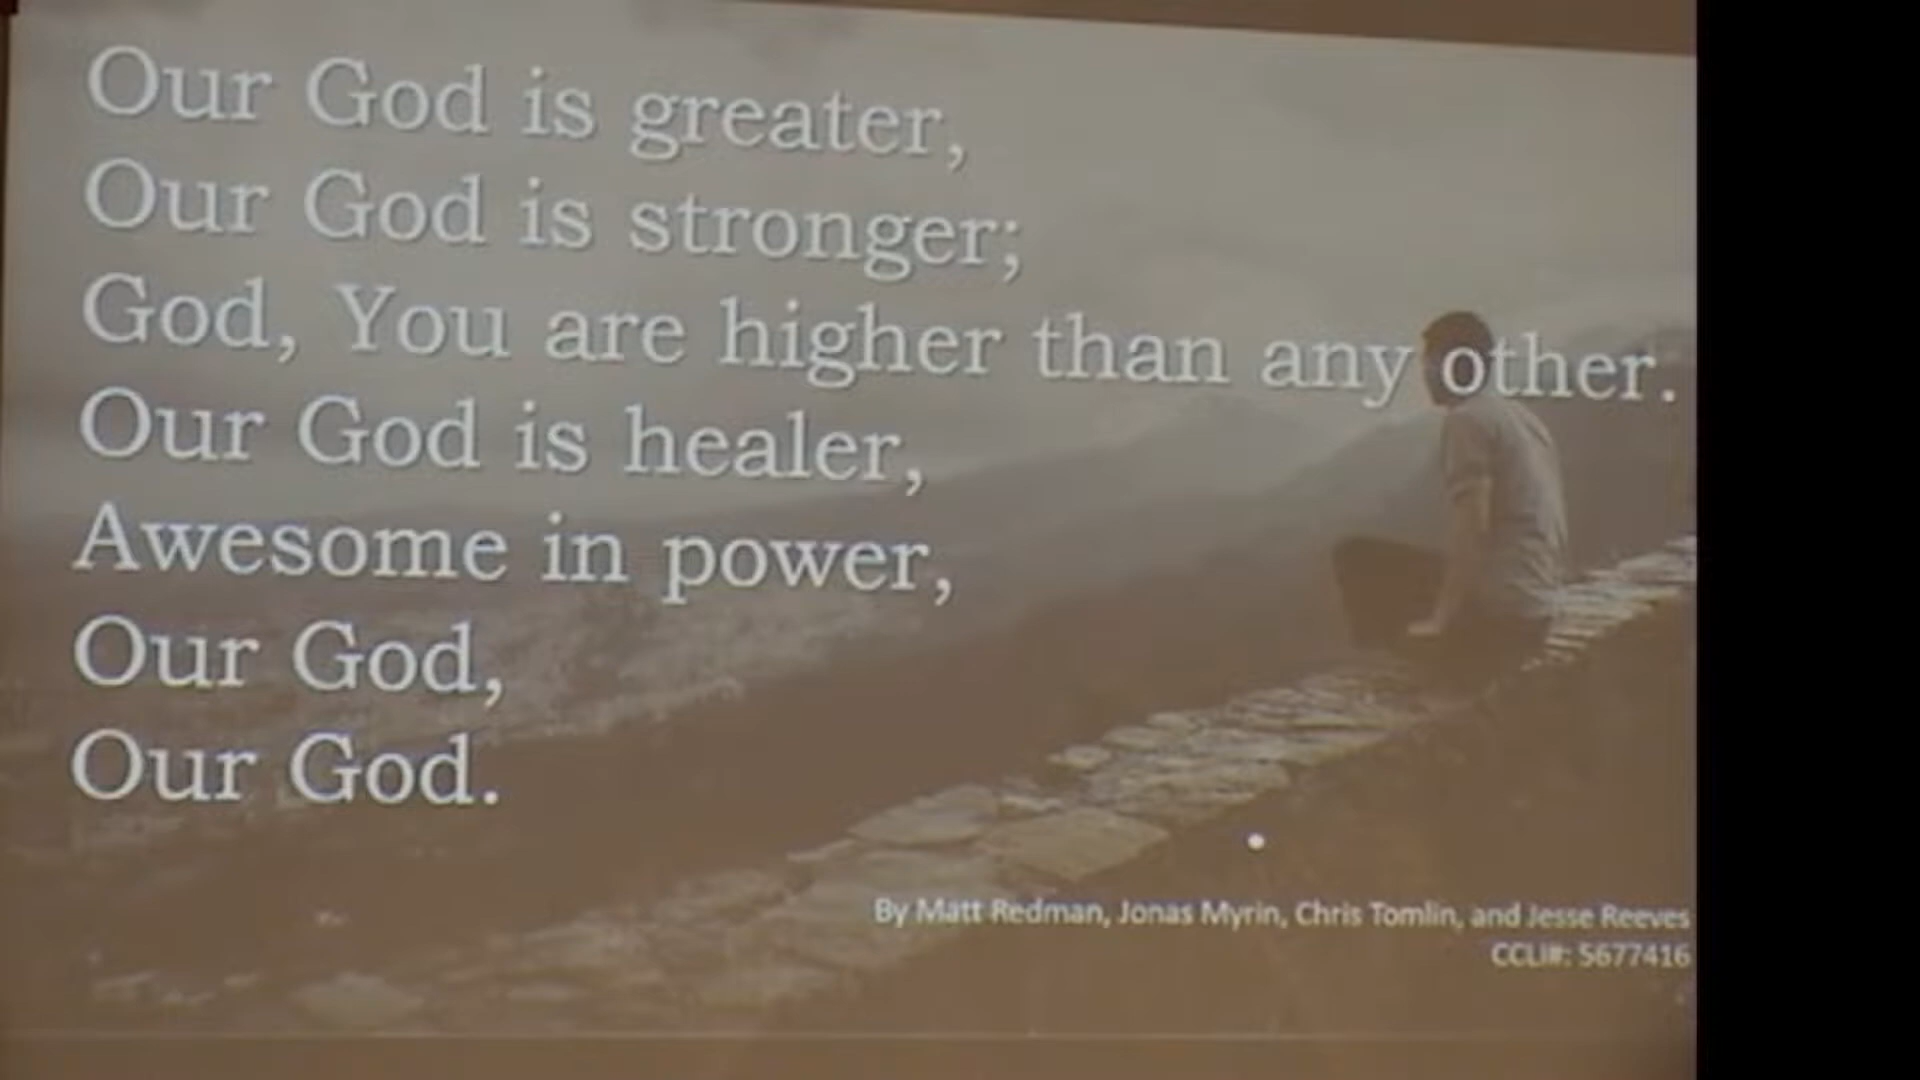 Our God is greater,
Our God is stronger;
God, You are higher than any other.
Our God is healer,
Awesome in power,
Our God,
Our God.
By Matt Redman, Jonas Myrin, Chris Tomlin, and Jesse Reeves
CCLI#: 5677416